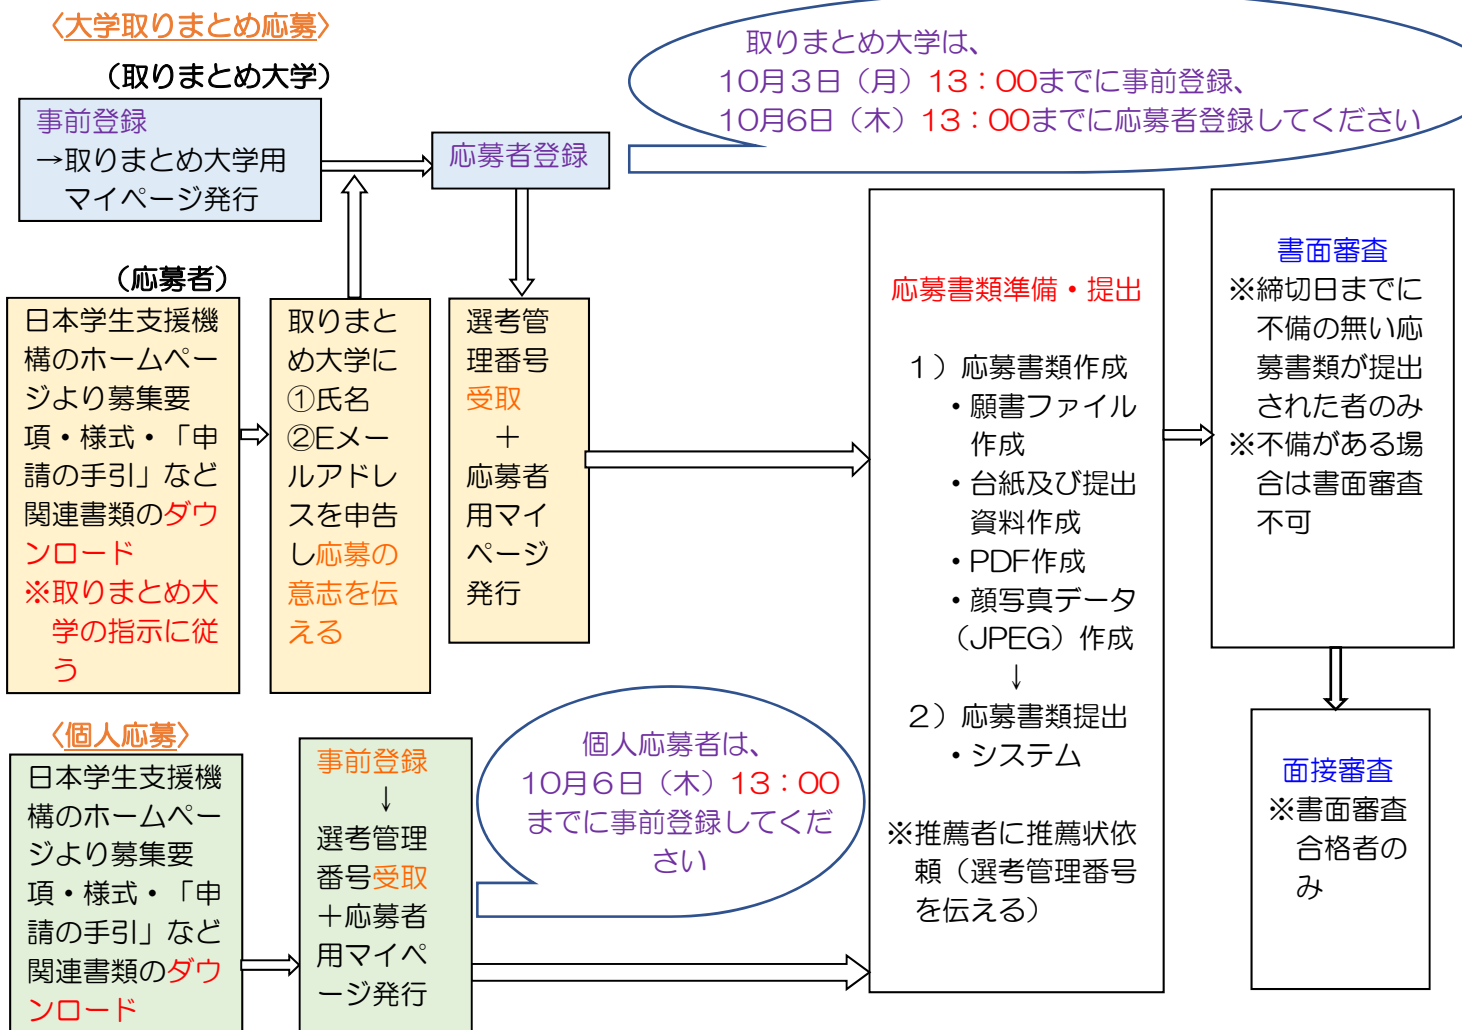 〈大学取りまとめ応募〉
（取りまとめ大学）
事前登録
→取りまとめ大学用
マイページ発行
応募者登録
取りまとめ大学は、
10月３日（月）13：00までに事前登録、
10月6日（木）13：00までに応募者登録してください
（応募者）
日本学生支援機
構のホームペー
ジより募集要
項・様式・「申
請の手引」など
関連書類のダウ
ンロード
※取りまとめ大
学の指示に従
う
取りまと
め大学に
①氏名
②Eメー
ルアドレ
スを申告
し応募の
意志を伝
える
選考管
理番号
受取
＋
応募者
用マイ
ページ
発行
応募書類準備・提出
１）応募書類作成
・願書ファイル
作成
・台紙及び提出
資料作成
・PDF作成
・顔写真データ
（JPEG）作成
↓
２）応募書類提出
・システム
※推薦者に推薦状依
頼（選考管理番号
を伝える）
書面審査
※締切日までに
不備の無い応
募書類が提出
された者のみ
※不備がある場
合は書面審査
不可
面接審査
※書面審査
合格者の
み
〈個人応募〉
日本学生支援機
構のホームペー
ジより募集要
項・様式・「申
請の手引」など
関連書類のダウ
ンロード
事前登録
↓
選考管理
番号受取
＋応募者
用マイペ
ージ発行
個人応募者は、
10月６日（木）13：00
までに事前登録してくだ
さい